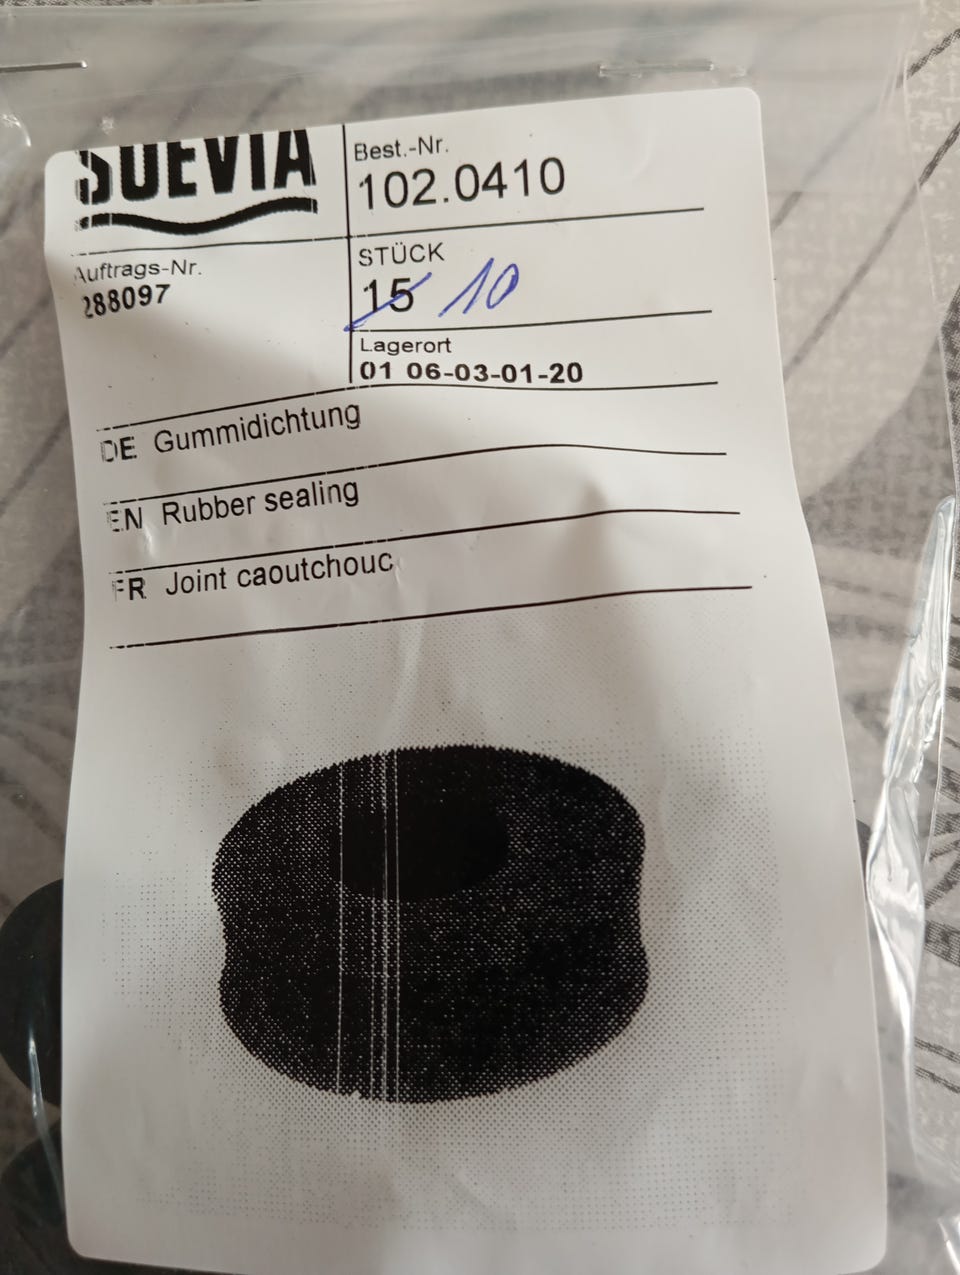 SUEVIA
Best.-Nr.
102.0410
Auftrags-Nr.
288097
STÜCK
15 10
Lagerort
01 06-03-01-20
DE Gummidichtung
EN Rubber sealing
FR Joint caoutchouc